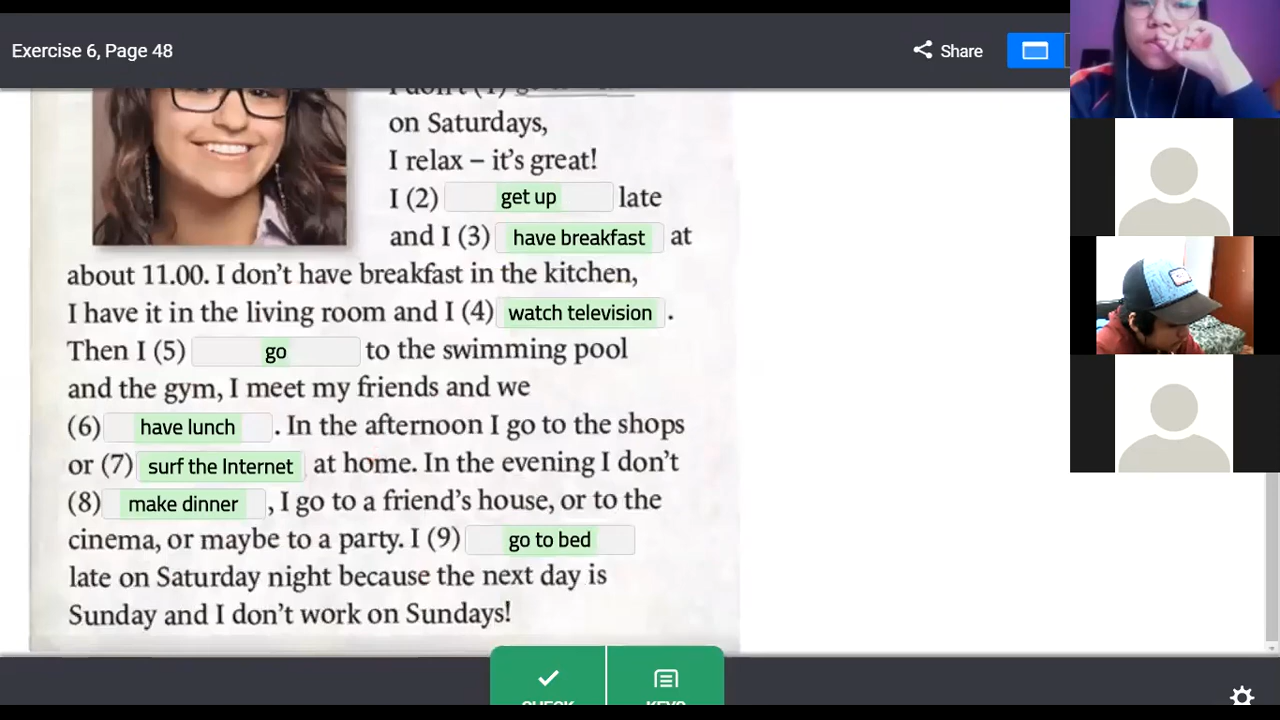 Exercise 6, Page 48
Share
I don't (1)
on Saturdays,
I relax – it's great!
I (2) get up late
and I (3) have breakfast at
about 11.00. I don't have breakfast in the kitchen,
I have it in the living room and I (4) watch television .
Then I (5) go to the swimming pool
and the gym, I meet my friends and we
(6) have lunch . In the afternoon I go to the shops
or (7) surf the Internet at home. In the evening I don't
(8) make dinner , I go to a friend's house, or to the
cinema, or maybe to a party. I (9) go to bed
late on Saturday night because the next day is
Sunday and I don't work on Sundays!
CHECK
KEYS